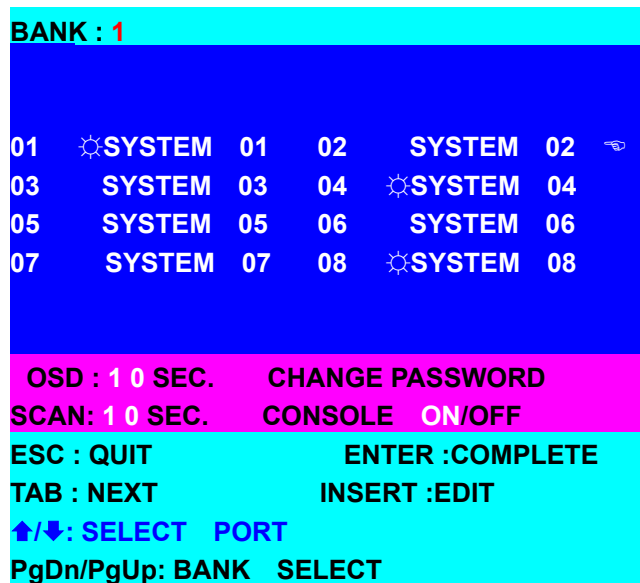 BANK : 1
01 ☼SYSTEM 01 02 SYSTEM 02 ☜
03 SYSTEM 03 04 ☼SYSTEM 04
05 SYSTEM 05 06 SYSTEM 06
07 SYSTEM 07 08 ☼SYSTEM 08
OSD : 1 0 SEC. CHANGE PASSWORD
SCAN: 1 0 SEC. CONSOLE ON/OFF
ESC : QUIT ENTER :COMPLETE
TAB : NEXT INSERT :EDIT
🡅/🡇: SELECT PORT
PgDn/PgUp: BANK SELECT